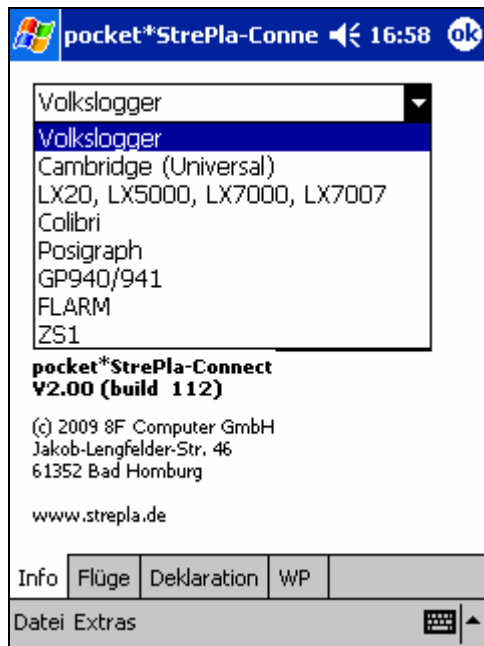 pocket*StrePla-Conne 16:58 ok
Volkslogger
Volkslogger
Cambridge (Universal)
LX20, LX5000, LX7000, LX7007
Colibri
Posigraph
GP940/941
FLARM
ZS1
pocket*StrePla-Connect
V2.00 (build 112)
(c) 2009 8F Computer GmbH
Jakob-Lengfelder-Str. 46
61352 Bad Homburg
www.strepla.de
Info Flüge Deklaration WP
Datei Extras